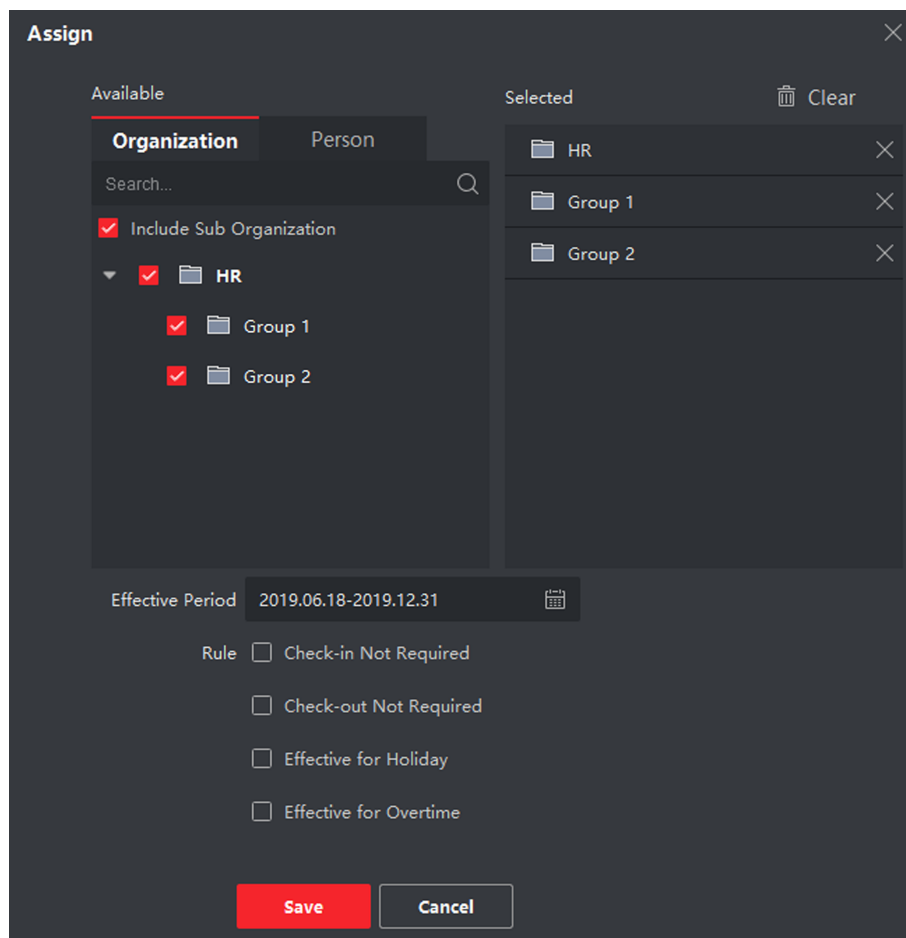 Assign
Available
Selected
Clear
Organization
Person
Search...
Include Sub Organization
HR
Group 1
Group 2
HR
Group 1
Group 2
Effective Period 2019.06.18-2019.12.31
Rule
Check-in Not Required
Check-out Not Required
Effective for Holiday
Effective for Overtime
Save
Cancel